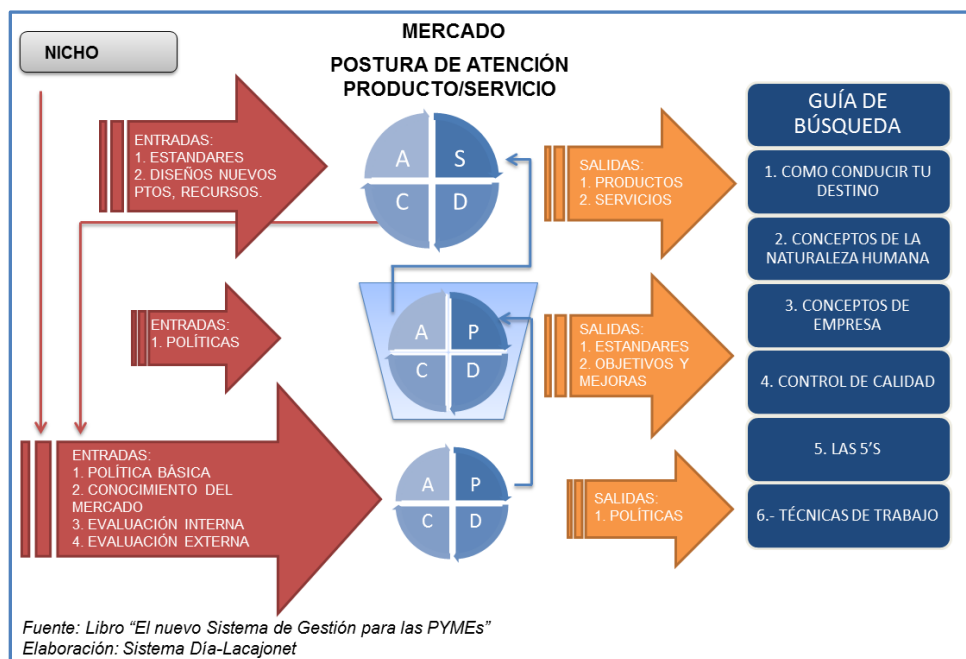 NICHO
MERCADO
POSTURA DE ATENCIÓN
PRODUCTO/SERVICIO
ENTRADAS:
1. ESTANDARES
2. DISEÑOS NUEVOS
PTOS, RECURSOS.
A S
C D
SALIDAS:
1. PRODUCTOS
2. SERVICIOS
ENTRADAS:
1. POLÍTICAS
A P
C D
SALIDAS:
1. ESTANDARES
2. OBJETIVOS Y
MEJORAS
ENTRADAS:
1. POLÍTICA BÁSICA
2. CONOCIMIENTO DEL
MERCADO
3. EVALUACIÓN INTERNA
4. EVALUACIÓN EXTERNA
A P
C D
SALIDAS:
1. POLÍTICAS
GUÍA DE
BÚSQUEDA
1. COMO CONDUCIR TU
DESTINO
2. CONCEPTOS DE LA
NATURALEZA HUMANA
3. CONCEPTOS DE
EMPRESA
4. CONTROL DE CALIDAD
5. LAS 5'S
6.- TÉCNICAS DE TRABAJO
Fuente: Libro “El nuevo Sistema de Gestión para las PYMEs”
Elaboración: Sistema Día-Lacajonet